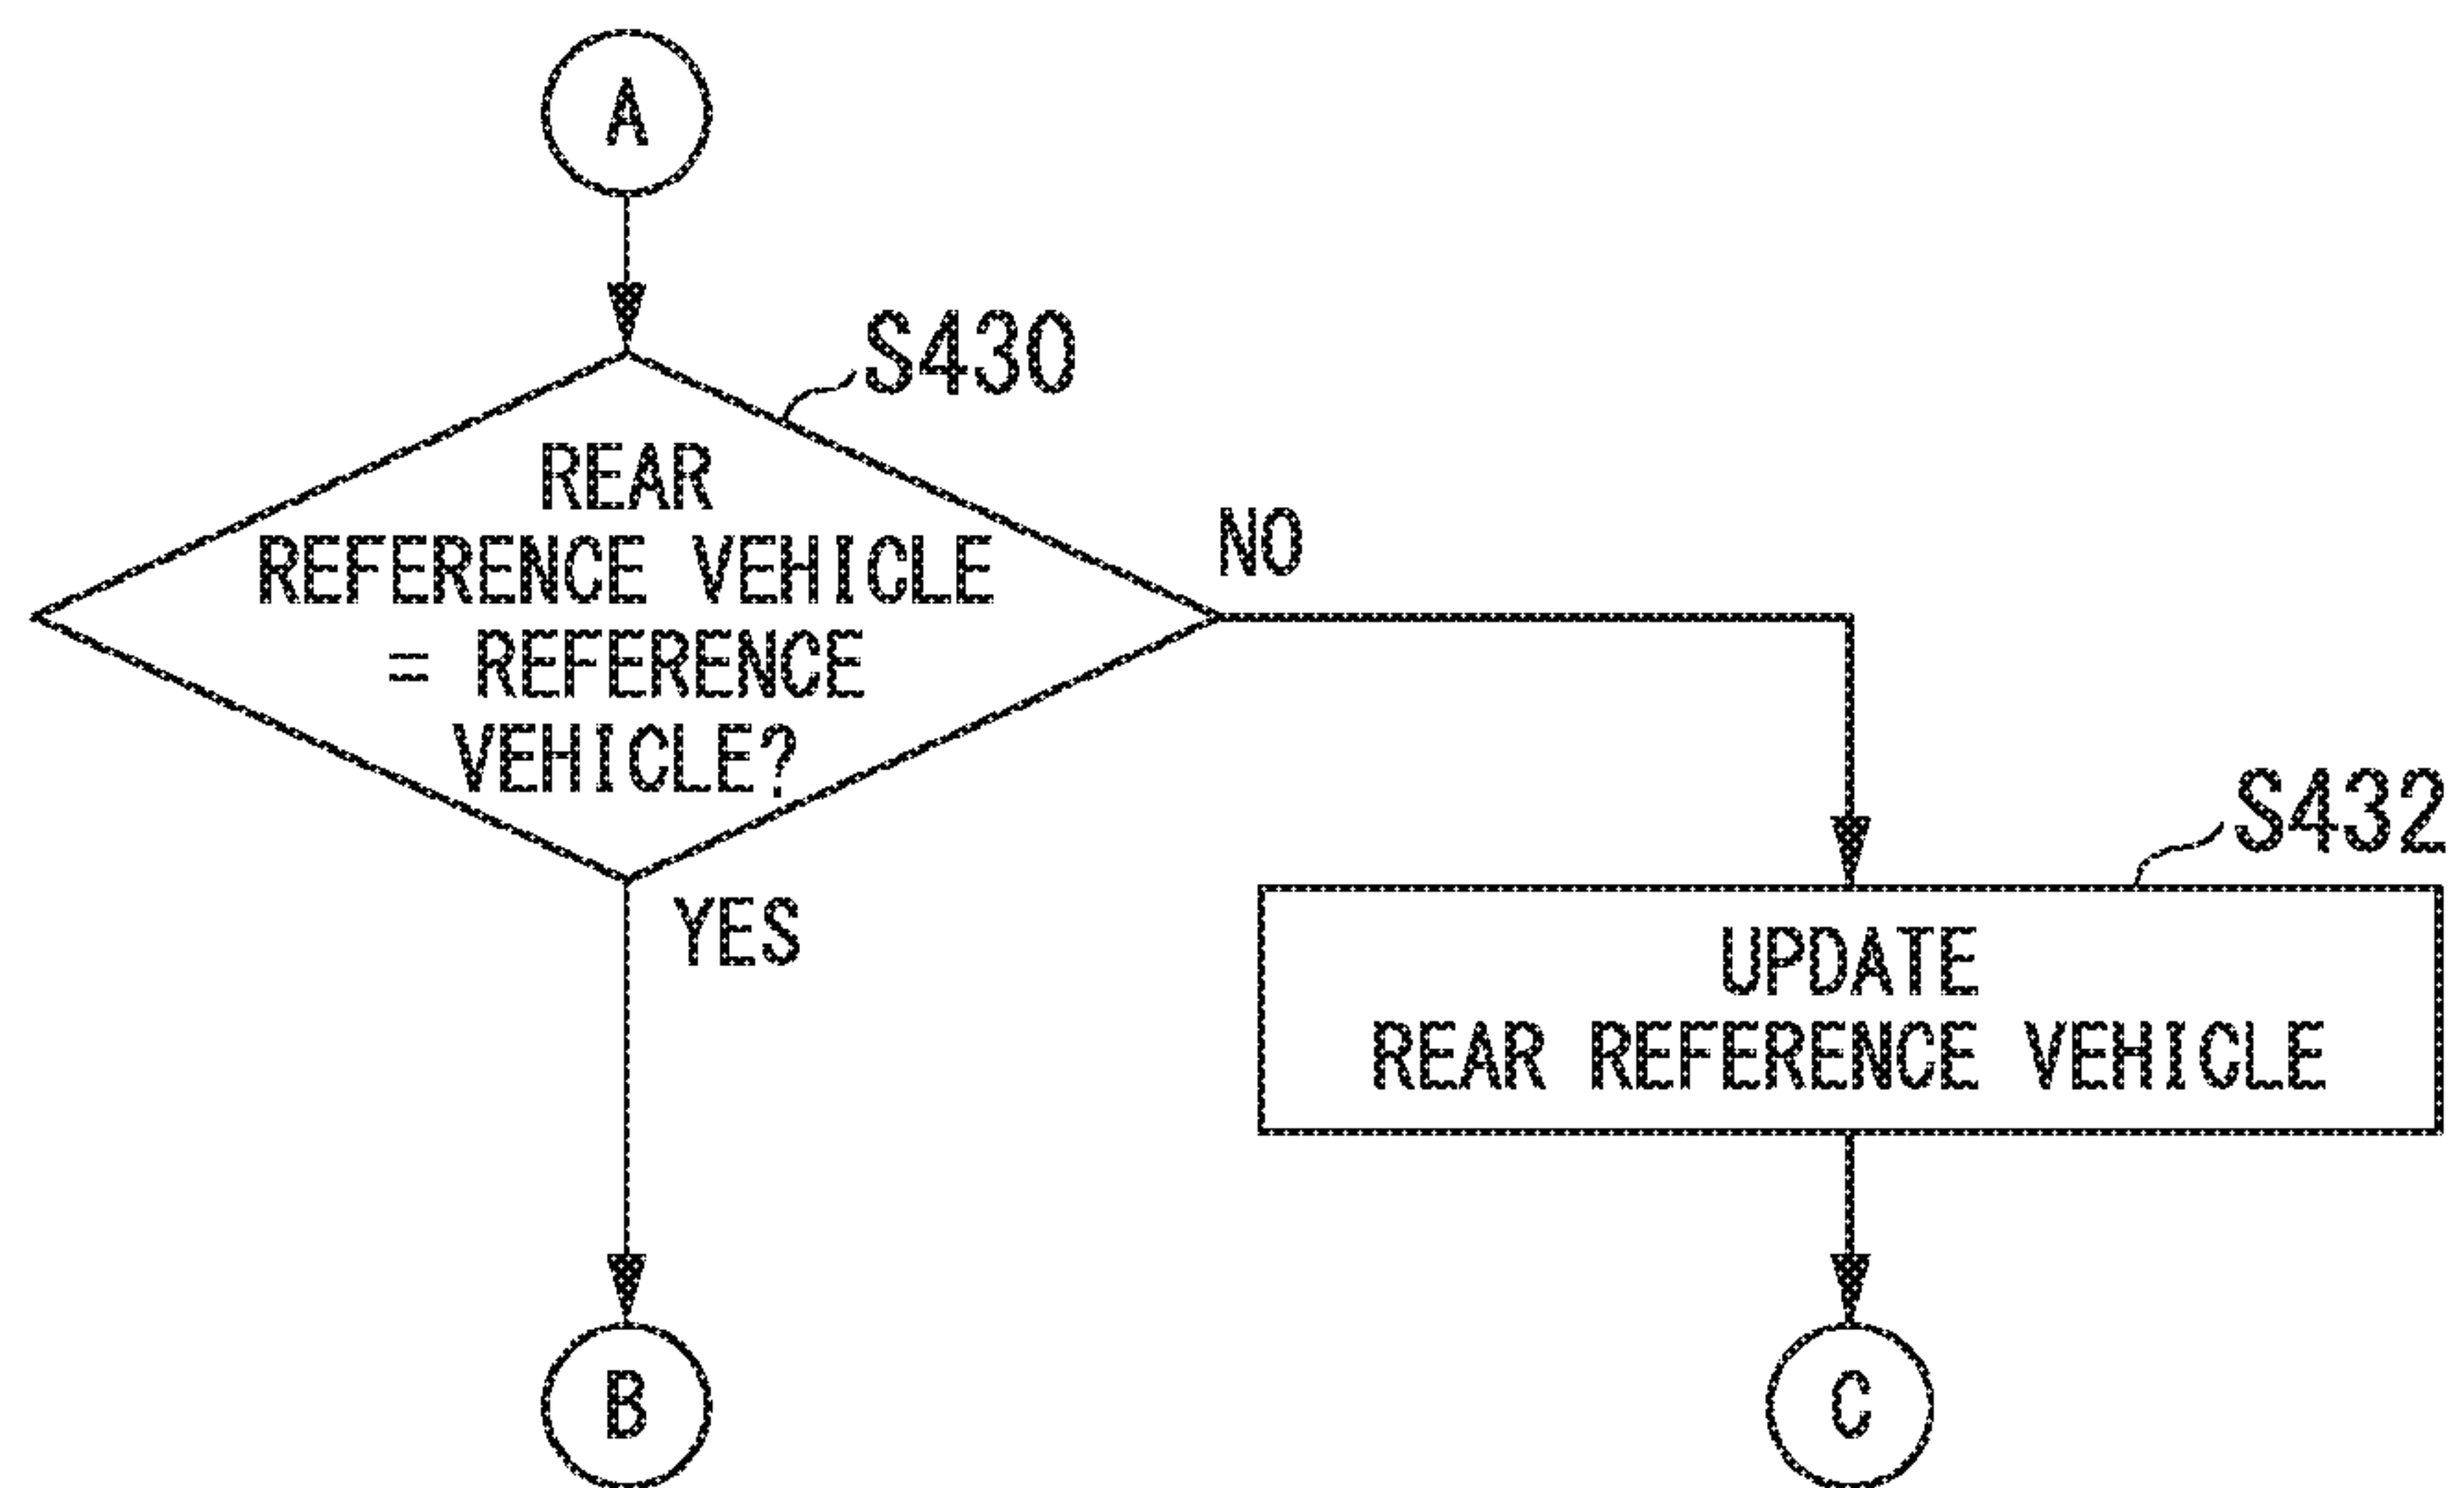 A
S430
REAR
REFERENCE VEHICLE
= REFERENCE
VEHICLE?
NO
YES
S432
UPDATE
REAR REFERENCE VEHICLE
B
C